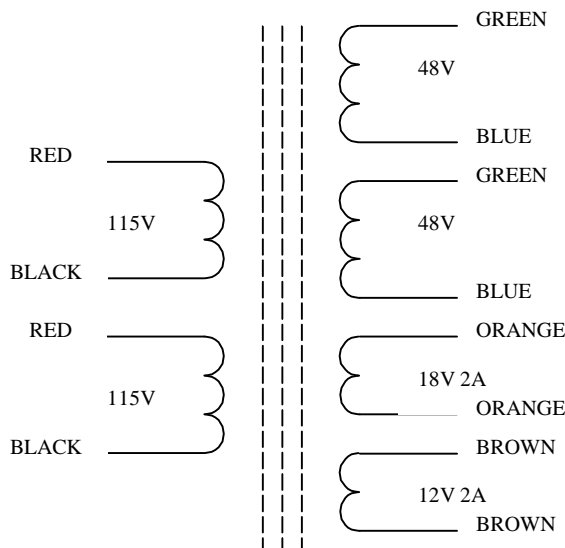 GREEN
48V
BLUE
RED
GREEN
115V
48V
BLACK
BLUE
RED
ORANGE
115V
18V 2A
ORANGE
BLACK
BROWN
12V 2A
BROWN